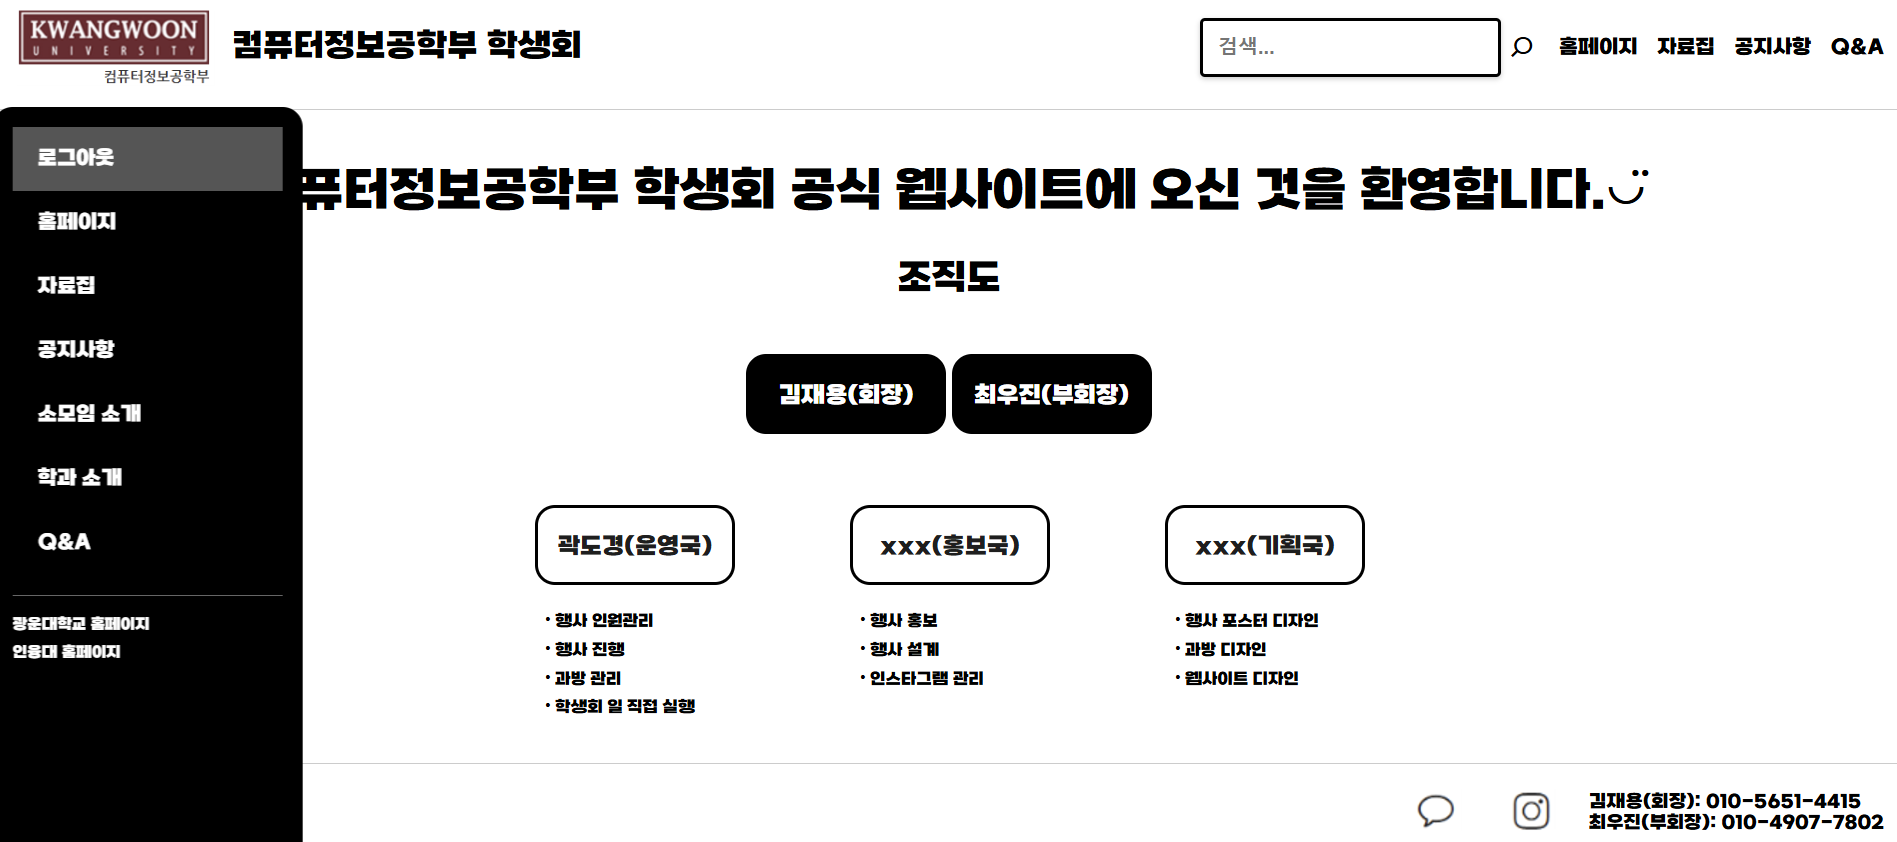 KWANGWOON
UNIVERSITY
컴퓨터정보공학부
컴퓨터정보공학부 학생회
검색...
홈페이지 자료집 공지사항 Q&A
로그아웃
홈페이지
자료집
공지사항
소모임 소개
학과 소개
Q&A
광운대학교 홈페이지
인융대 홈페이지
퓨터정보공학부 학생회 공식 웹사이트에 오신 것을 환영합니다.
조직도
김재용(회장) 최우진(부회장)
곽도경(운영국)
· 행사 인원관리
· 행사 진행
· 과방 관리
· 학생회 일 직접 실행
xxx(홍보국)
· 행사 홍보
· 행사 설계
· 인스타그램 관리
xxx(기획국)
· 행사 포스터 디자인
· 과방 디자인
· 웹사이트 디자인
김재용(회장): 010-5651-4415
최우진(부회장): 010-4907-7802